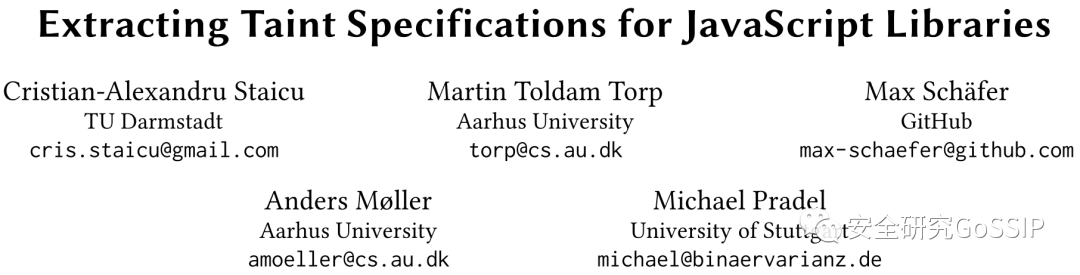 Extracting Taint Specifications for JavaScript Libraries
Cristian-Alexandru Staicu Martin Toldam Torp Max Schäfer
TU Darmstadt Aarhus University GitHub
cris.staicu@gmail.com torp@cs.au.dk max-schaefer@github.com
Anders Møller Michael Pradel
Aarhus University University of Stuttgart
安全研究GoSSIP
amoeller@cs.au.dk michael@binaervarianz.de